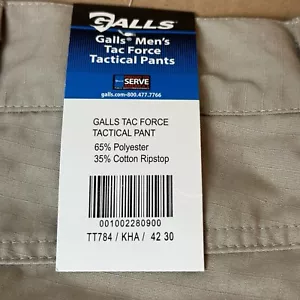 GALLS
Galls® Men's
Tac Force
Tactical Pants
SERVE
galls.com•800.477.7766
GALLS TAC FORCE
TACTICAL PANT
65% Polyester
35% Cotton Ripstop
001002280900
TT784 / KHA / 42 30